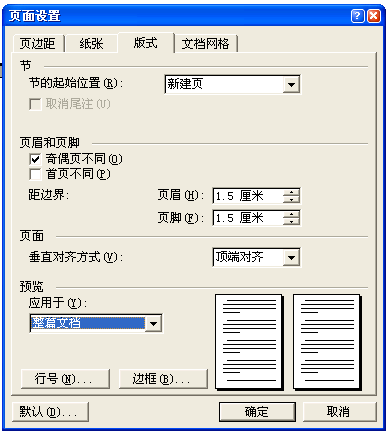 页面设置
页边距 纸张 版式 文档网格
节
节的起始位置(R): 新建页
取消尾注(U)
页眉和页脚
奇偶页不同(O)
首页不同(P)
距边界: 页眉(H): 1.5 厘米
页脚(F): 1.5 厘米
页面
垂直对齐方式(V): 顶端对齐
预览
应用于(Y):
整篇文档
行号(N)... 边框(B)...
默认(D)... 确定 取消